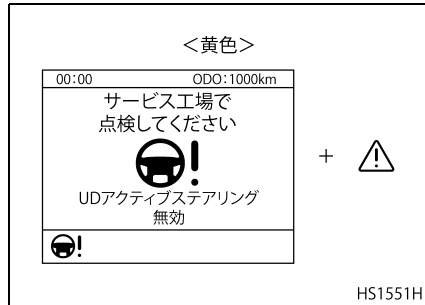 ＜黄色＞
00:00 ODO:1000km
サービス工場で
点検してください
UDアクティブステアリング
無効
+
HS1551H